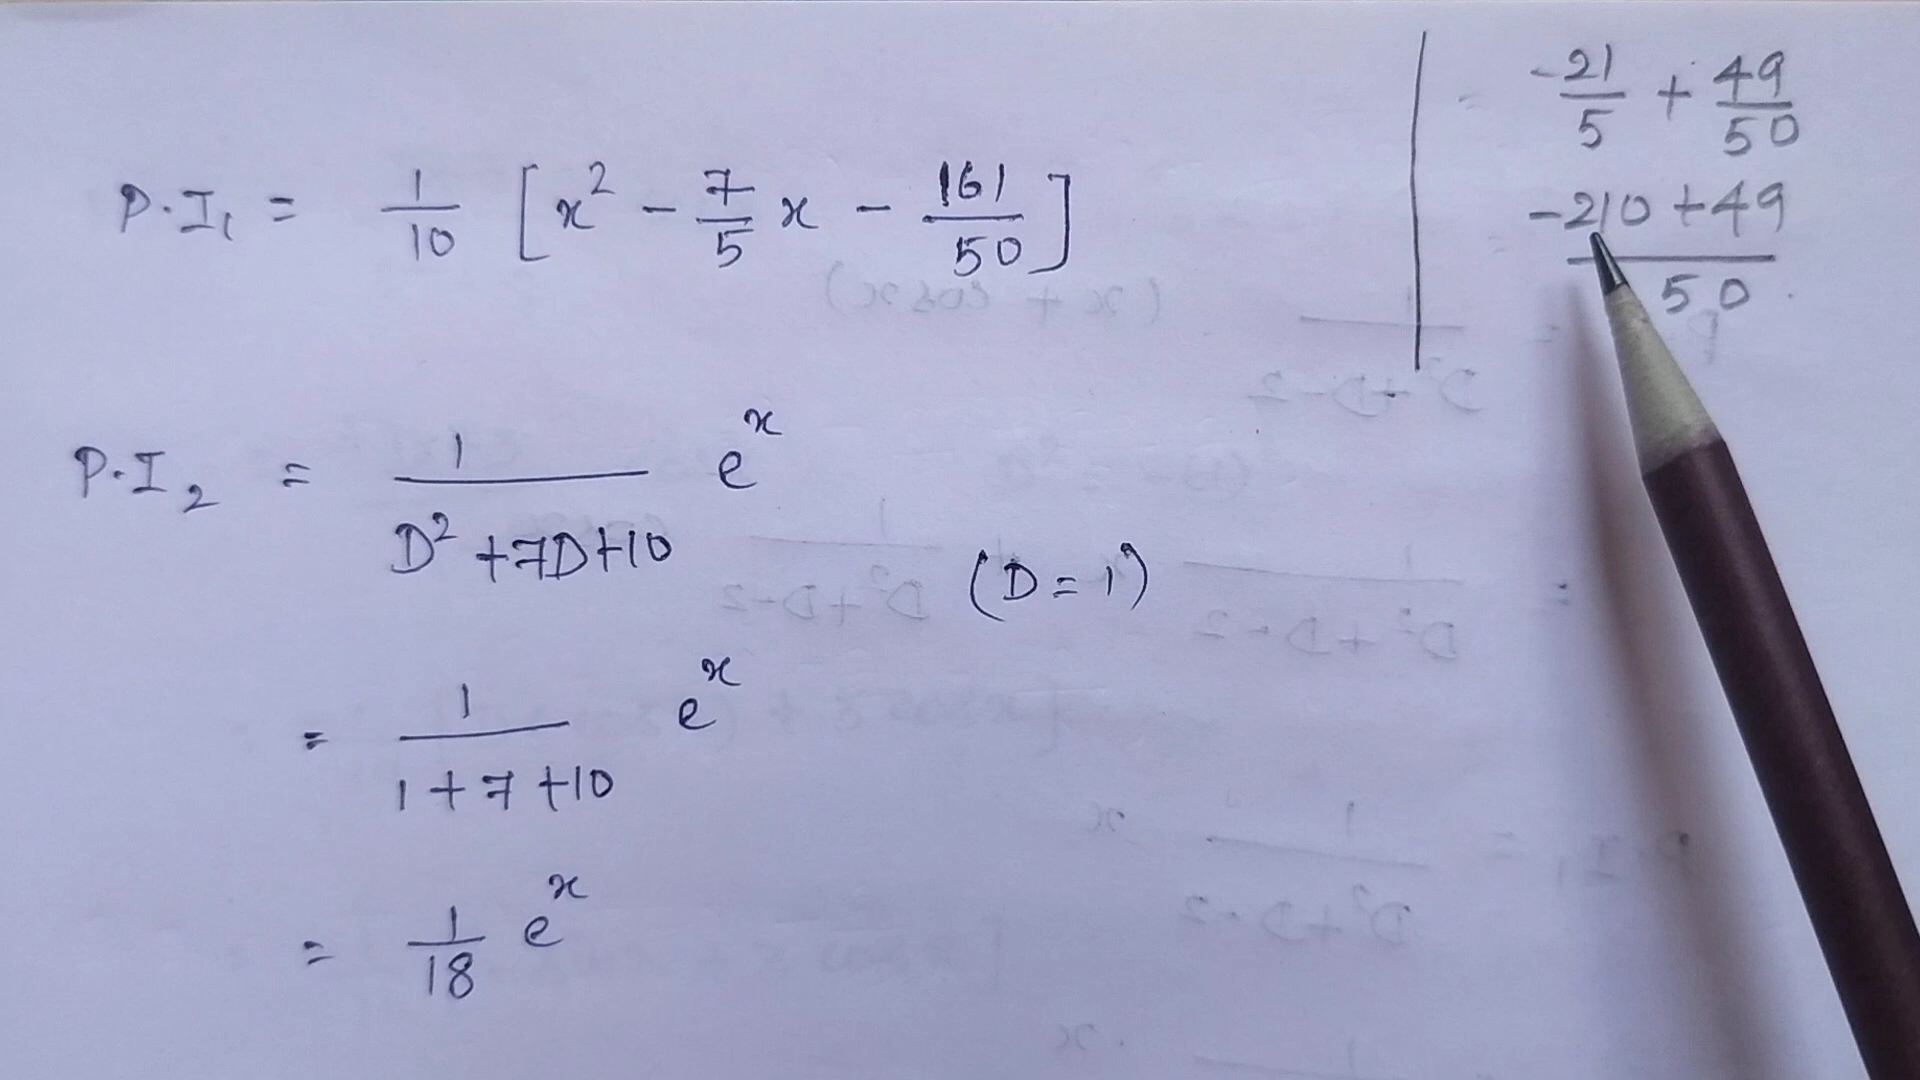 -21/5 + 49/50
P.I₁ = 1/10 [x² - 7/5 x - 161/50]
-210+49/50
P.I₂ = 1/D²+7D+10 eˣ
(D=1)
= 1/1+7+10 eˣ
= 1/18 eˣ